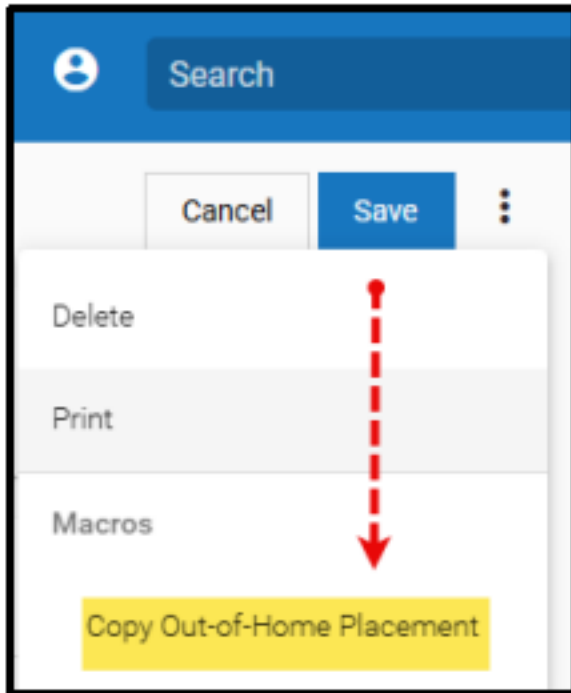 Search
Cancel Save
Delete
Print
Macros
Copy Out-of-Home Placement